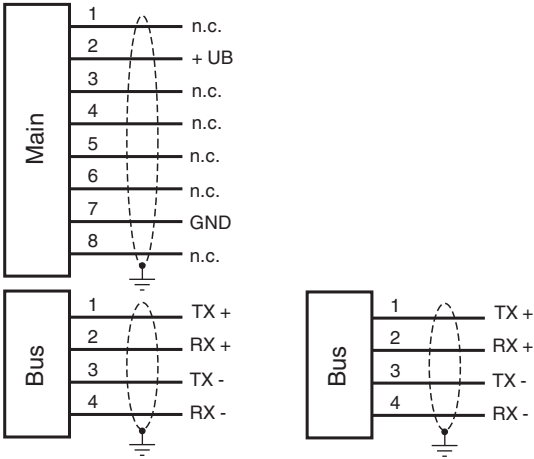 Main
1 n.c.
2 + UB
3 n.c.
4 n.c.
5 n.c.
6 n.c.
7 GND
8 n.c.
Bus
1 TX +
2 RX +
3 TX -
4 RX -
Bus
1 TX +
2 RX +
3 TX -
4 RX -